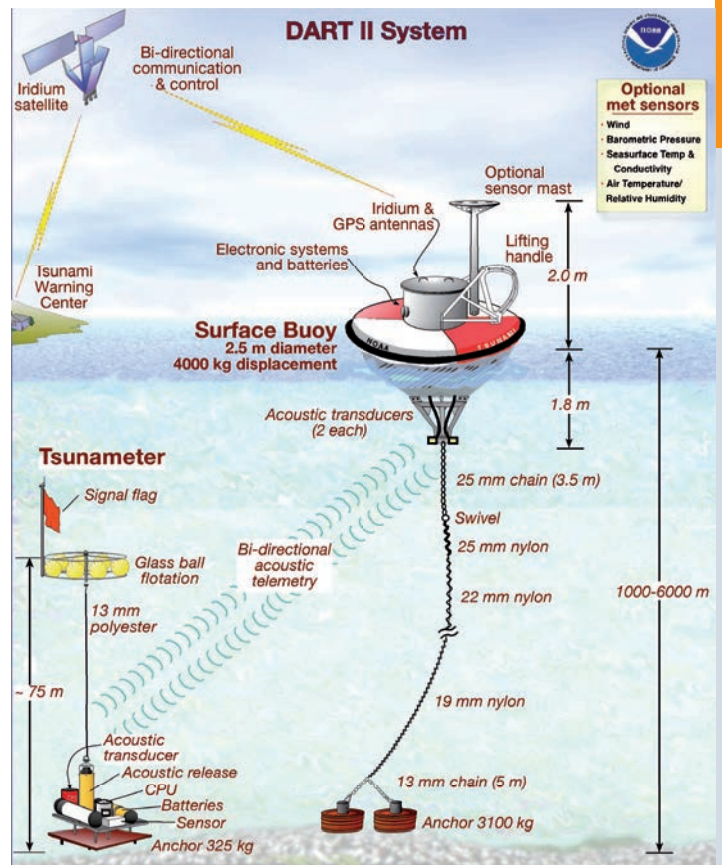 DART II System
NOAA
Iridium
satellite
Bi-directional
communication
& control
Optional
met sensors
· Wind
· Barometric Pressure
· Seasurface Temp &
Conductivity
· Air Temperature/
Relative Humidity
Optional
sensor mast
Iridium &
GPS antennas
Electronic systems
and batteries
Lifting
handle
2.0 m
Tsunami
Warning
Center
Surface Buoy
2.5 m diameter
4000 kg displacement
NOAA
TSUNAMI
1.8 m
Acoustic transducers
(2 each)
Tsunameter
Signal flag
25 mm chain (3.5 m)
Swivel
25 mm nylon
Glass ball
flotation
Bi-directional
acoustic
telemetry
22 mm nylon
1000-6000 m
13 mm
polyester
~ 75 m
19 mm nylon
Acoustic
transducer
Acoustic release
CPU
Batteries
Sensor
Anchor 325 kg
13 mm chain (5 m)
Anchor 3100 kg